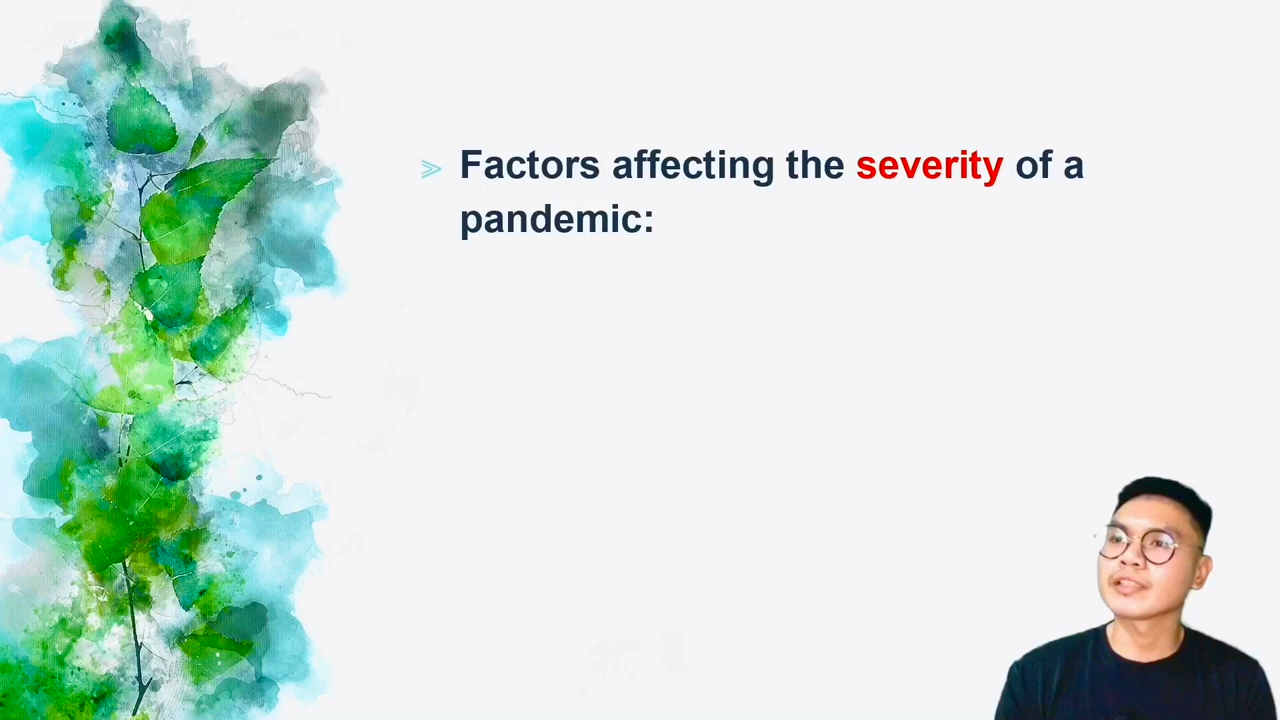 Factors affecting the severity of a
pandemic: